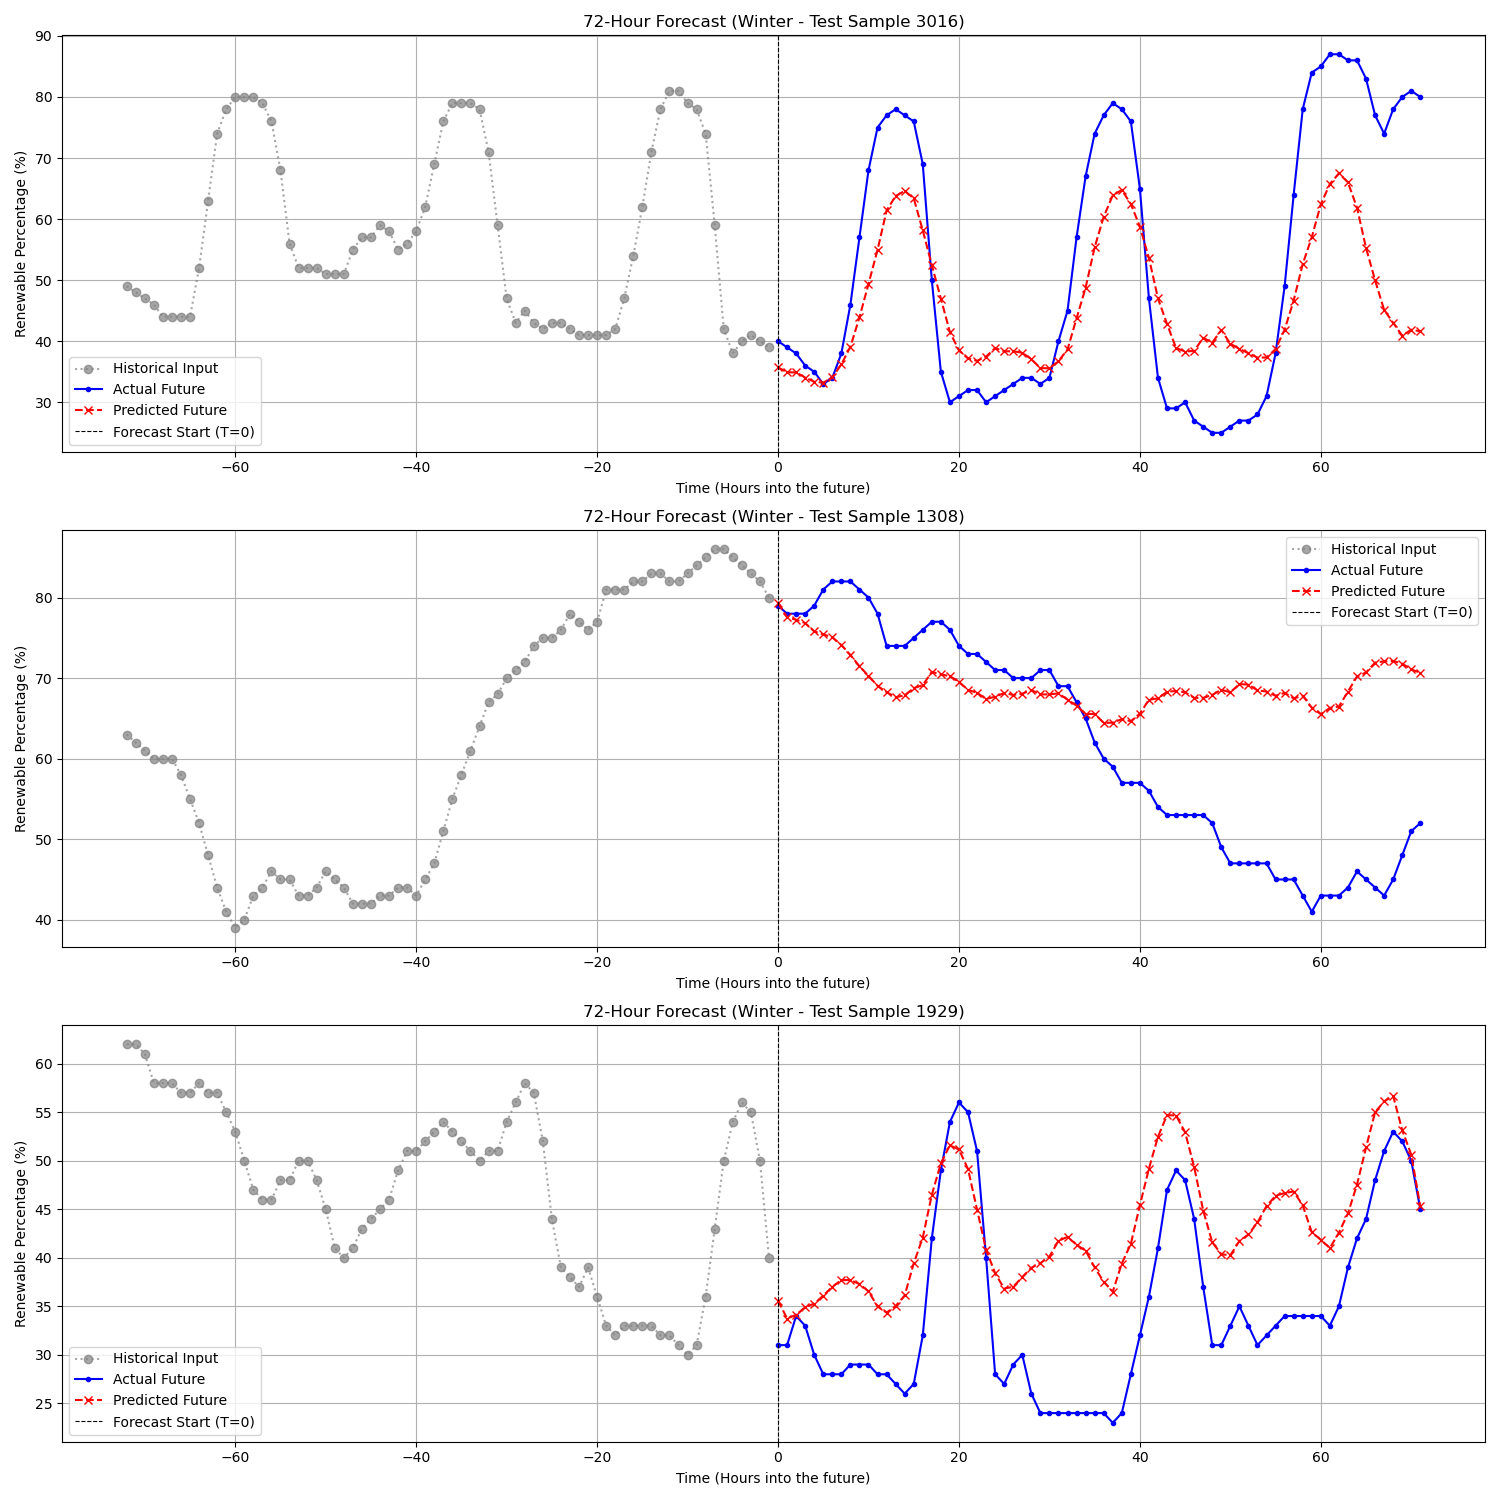 72-Hour Forecast (Winter - Test Sample 3016)
Renewable Percentage (%)
90
80
70
60
50
40
30
Historical Input
Actual Future
Predicted Future
Forecast Start (T=0)
−60 −40 −20 0 20 40 60
Time (Hours into the future)
72-Hour Forecast (Winter - Test Sample 1308)
Renewable Percentage (%)
80
70
60
50
40
Historical Input
Actual Future
Predicted Future
Forecast Start (T=0)
−60 −40 −20 0 20 40 60
Time (Hours into the future)
72-Hour Forecast (Winter - Test Sample 1929)
Renewable Percentage (%)
60
55
50
45
40
35
30
25
Historical Input
Actual Future
Predicted Future
Forecast Start (T=0)
−60 −40 −20 0 20 40 60
Time (Hours into the future)